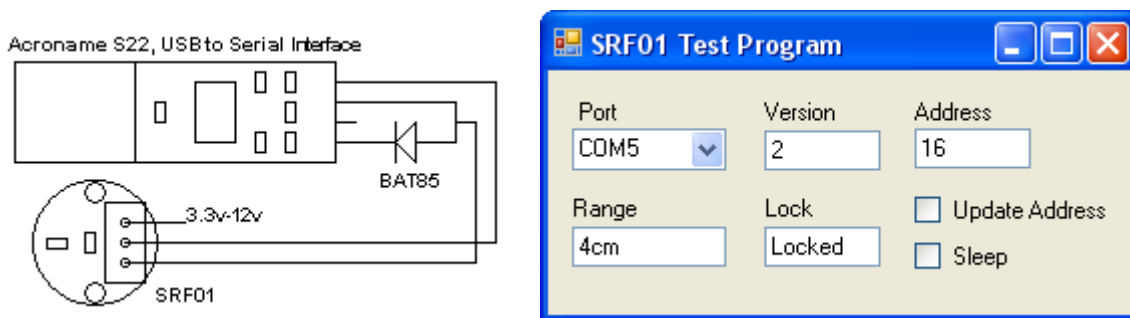 Acroname S22, USB to Serial Interface
BAT85
3.3v-12v
SRF01
SRF01 Test Program
Port Version Address
COM5 2 16
Range Lock Update Address
4cm Locked Sleep